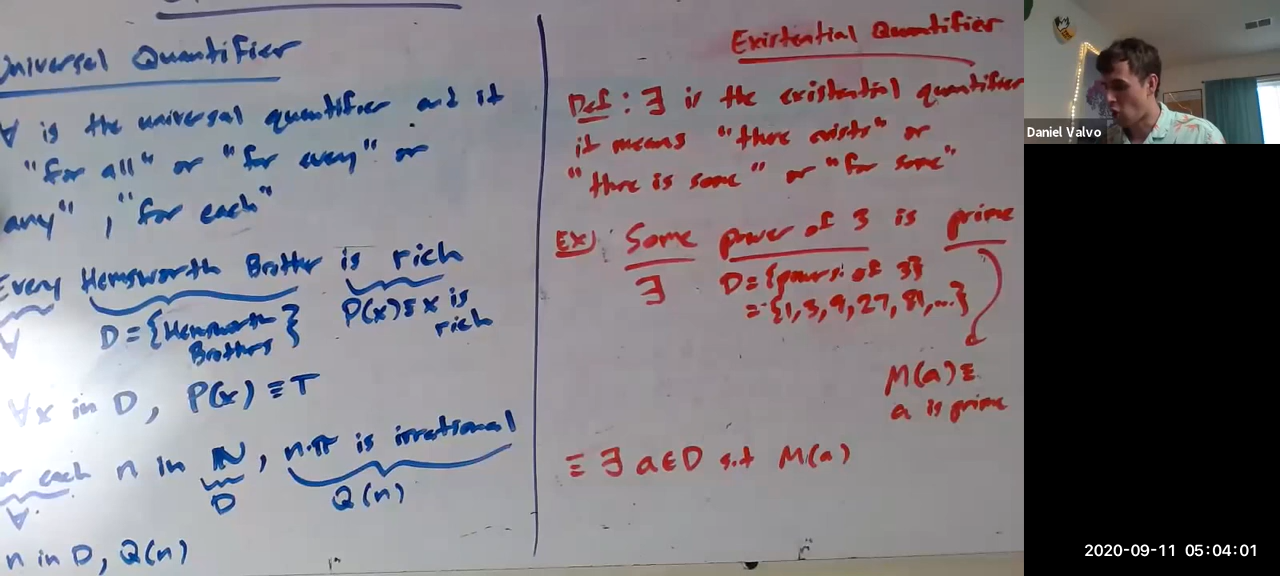 Universal Quantifier
∀ is the universal quantifier and it
"for all" or "for every" or
any", "for each"
Every Hemsworth Brother is rich
∀
D = {Hemsworth Brothers}
P(x) ≡ x is rich
∀x in D, P(x) ≡ T
or each n in ℕ, n·π is irrational
∀
D
Q(n)
n in D, Q(n)
Existential Quantifier
Def: ∃ is the existential quantifier
it means "there exists" or
"there is some" or "for some"
Ex) Some power of 3 is prime
∃
D = {powers of 3}
= {1, 3, 9, 27, 81, ...}
M(a) ≡
a is prime
≡ ∃ a ∈ D s.t M(a)
Daniel Valvo
2020-09-11 05:04:01